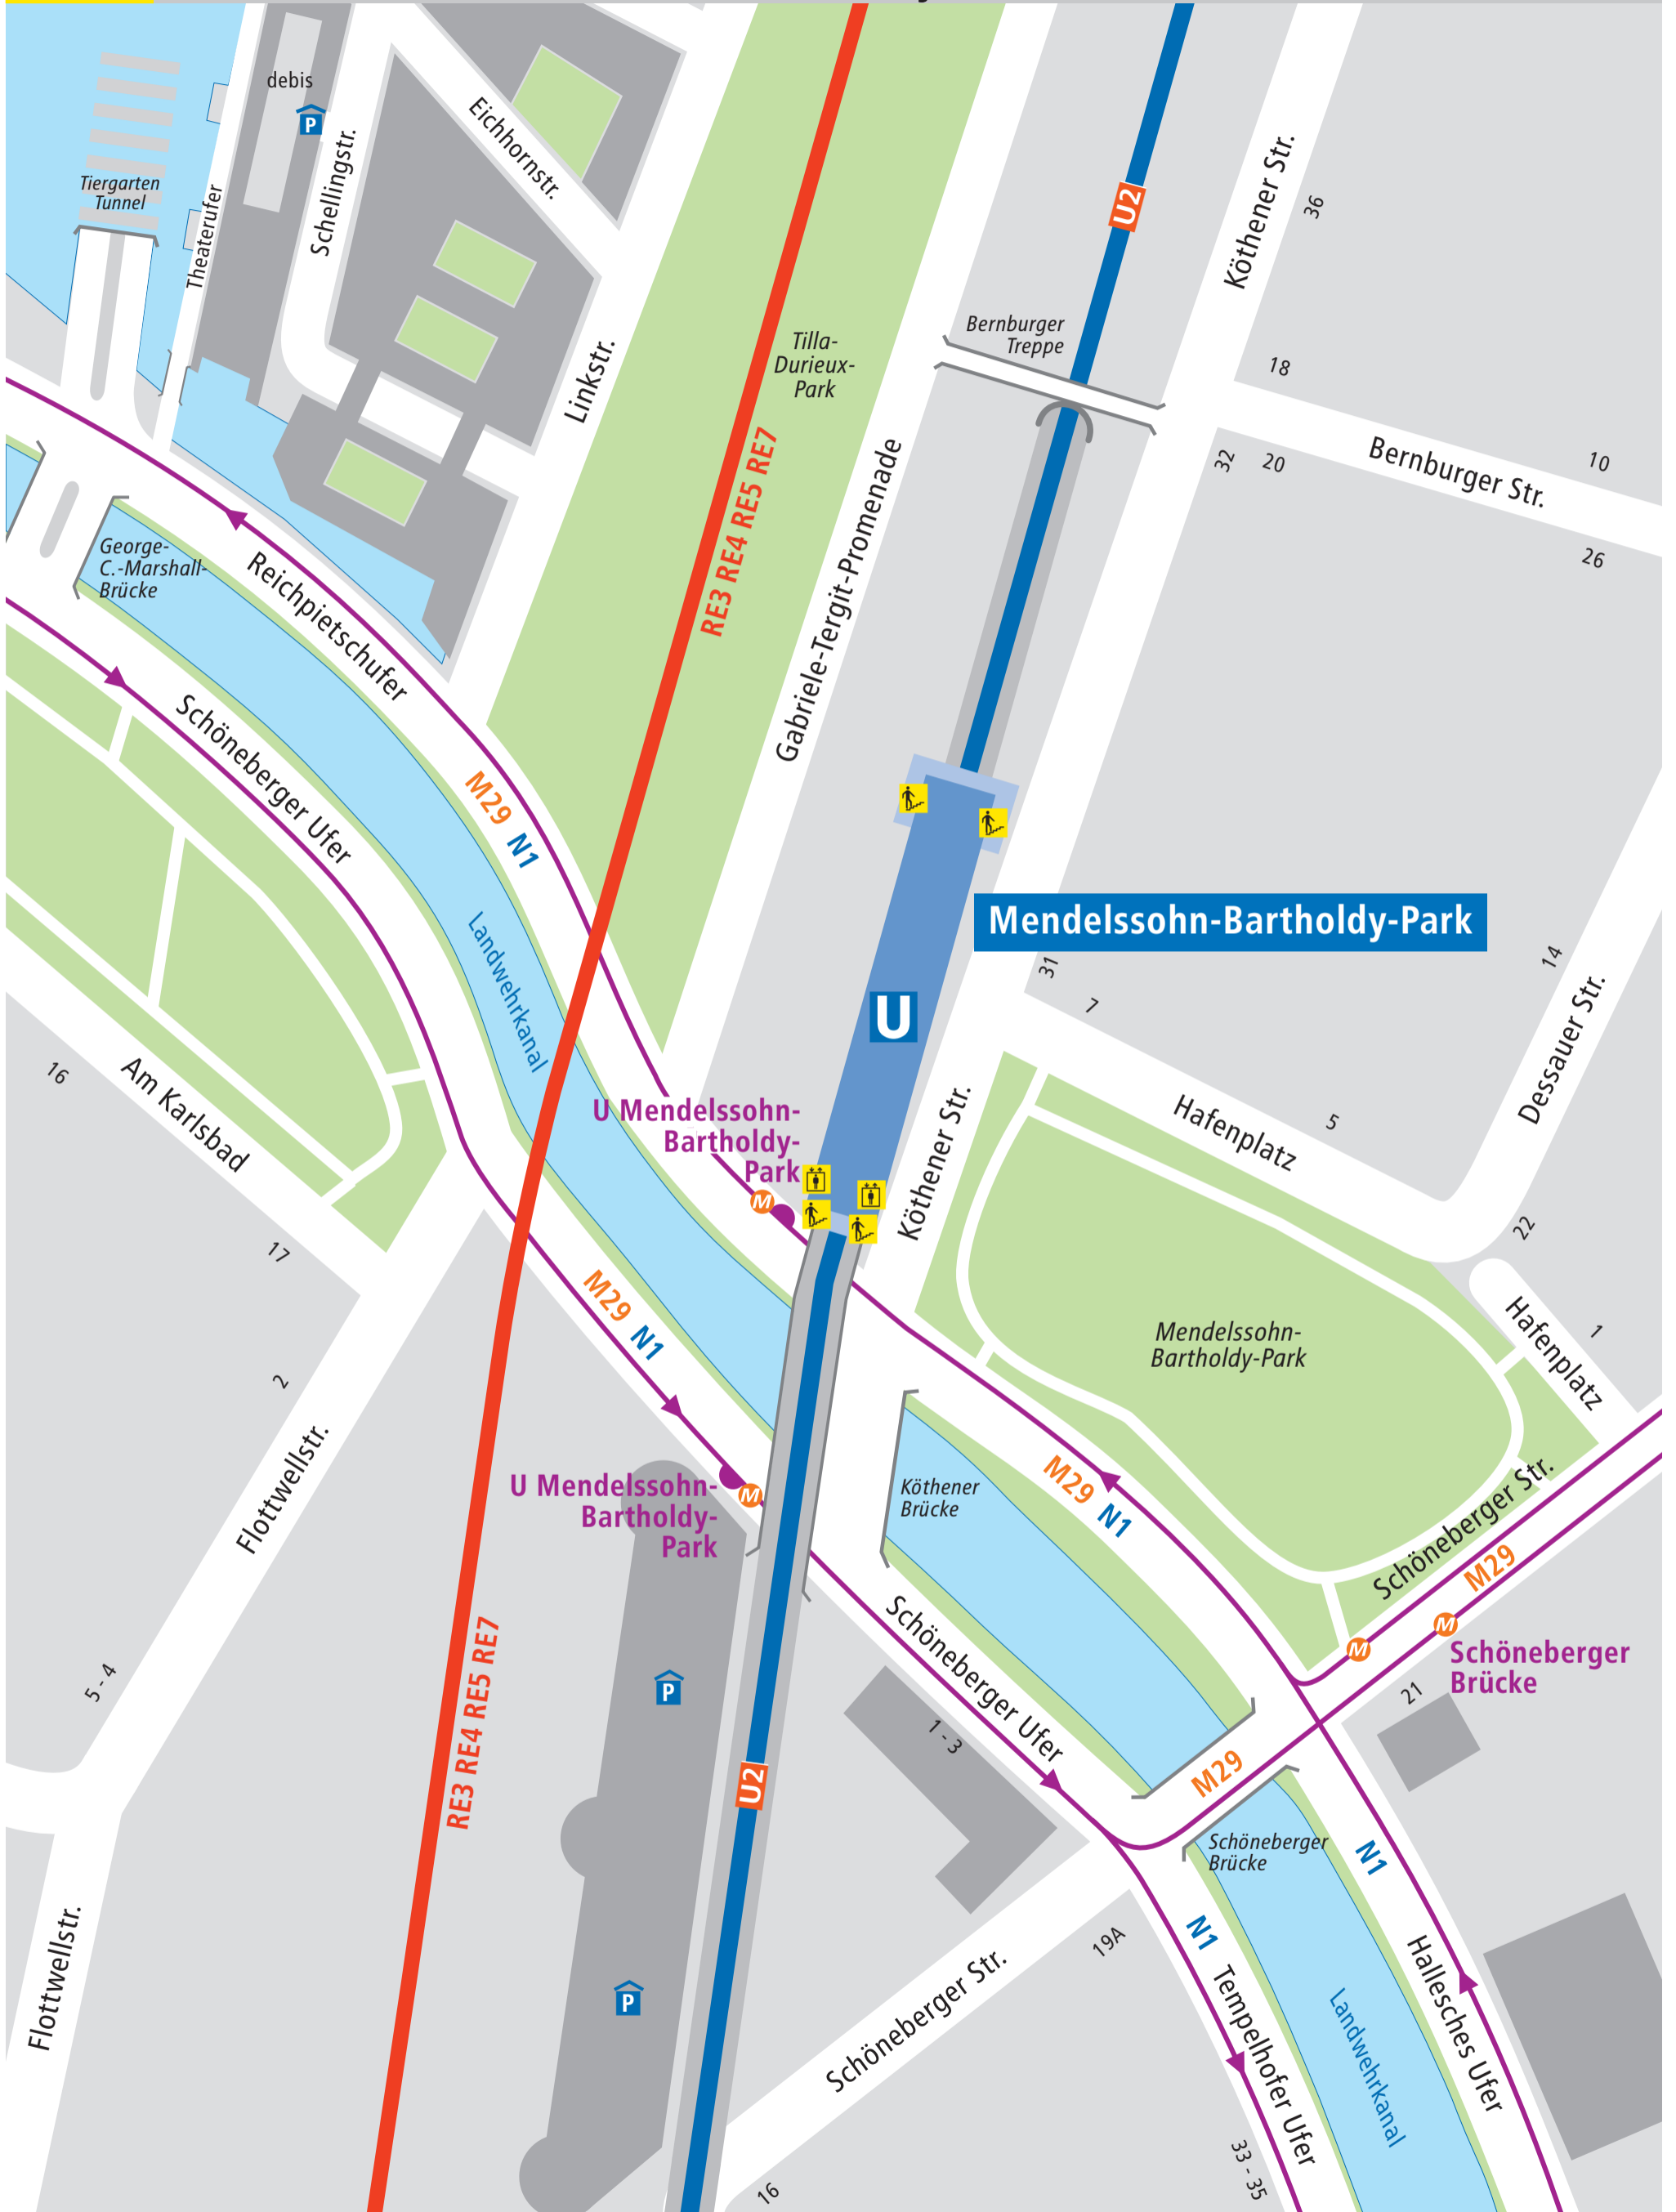 debis
P
Tiergarten
Tunnel
Theaterufer
Schellingstr.
Eichhornstr.
Linkstr.
Tilla-
Durieux-
Park
RE3 RE4 RE5 RE7
Gabriele-Tergit-Promenade
U2
Köthener Str.
36
Bernburger
Treppe
18
32
20
Bernburger Str.
10
26
George-
C.-Marshall-
Brücke
Reichpietschufer
Schöneberger Ufer
M29 N1
Landwehrkanal
Mendelssohn-Bartholdy-Park
U
31
7
14
Dessauer Str.
Hafenplatz
5
22
16
Am Karlsbad
17
U Mendelssohn-
Bartholdy-
Park
M
Köthener Str.
Mendelssohn-
Bartholdy-Park
Hafenplatz
1
M29 N1
2
Flottwellstr.
U Mendelssohn-
Bartholdy-
Park
M
Köthener
Brücke
M29 N1
Schöneberger Str.
M29
M
M
Schöneberger
Brücke
21
5 - 4
RE3 RE4 RE5 RE7
P
U2
Schöneberger Ufer
1 - 3
M29
Schöneberger
Brücke
N1
N1
19A
Flottwellstr.
P
Schöneberger Str.
Tempelhofer Ufer
Landwehrkanal
Hallesches Ufer
33 - 35
16